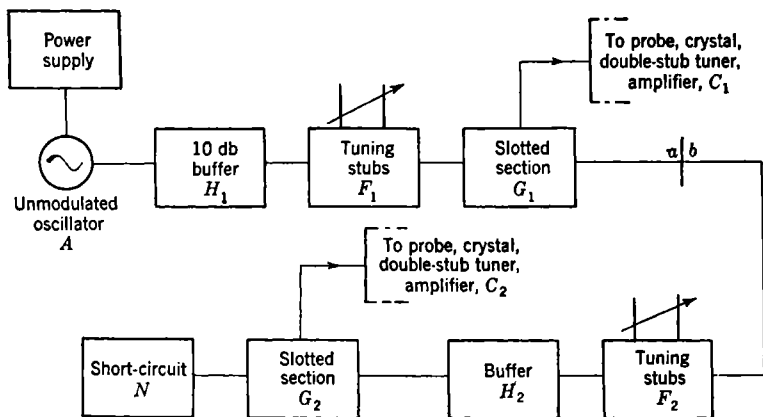 Power
supply
Unmodulated
oscillator
A
10 db
buffer
H1
Tuning
stubs
F1
Slotted
section
G1
To probe, crystal,
double-stub tuner,
amplifier, C1
a b
Short-circuit
N
Slotted
section
G2
To probe, crystal,
double-stub tuner,
amplifier, C2
Buffer
H2
Tuning
stubs
F2